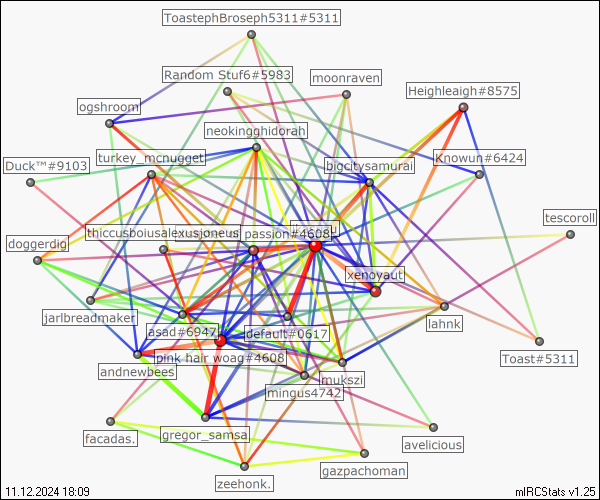 ToastephBroseph5311#5311
Random Stuf6#5983
moonraven
Heighleaigh#8575
ogshroom
neokingghidorah
turkey_mcnugget
bigcitysamurai
Knowun#6424
Duck™#9103
tescoroll
thiccusboiusalexusjoneus
passion#4608
doggerdig
xenoyaut
jarlbreadmaker
lahnk
asad#6947
default#0617
Toast#5311
pink hair woag#4608
andnewbees
mukszi
mingus4742
gregor_samsa
facadas.
avelicious
gazpachoman
zeehonk.
11.12.2024 18:09
mIRCStats v1.25